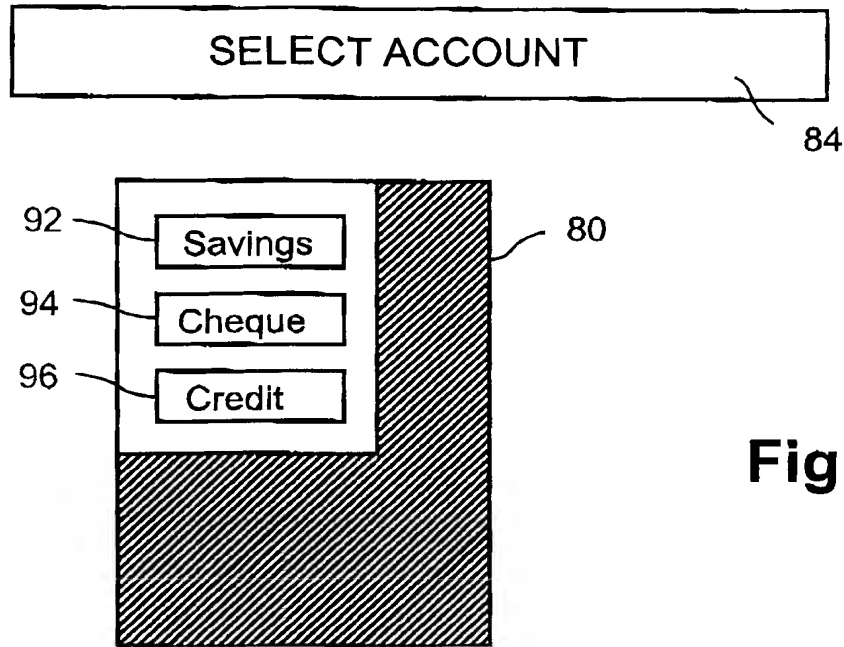 SELECT ACCOUNT
84
92 Savings 80
94 Cheque
96 Credit
Fig